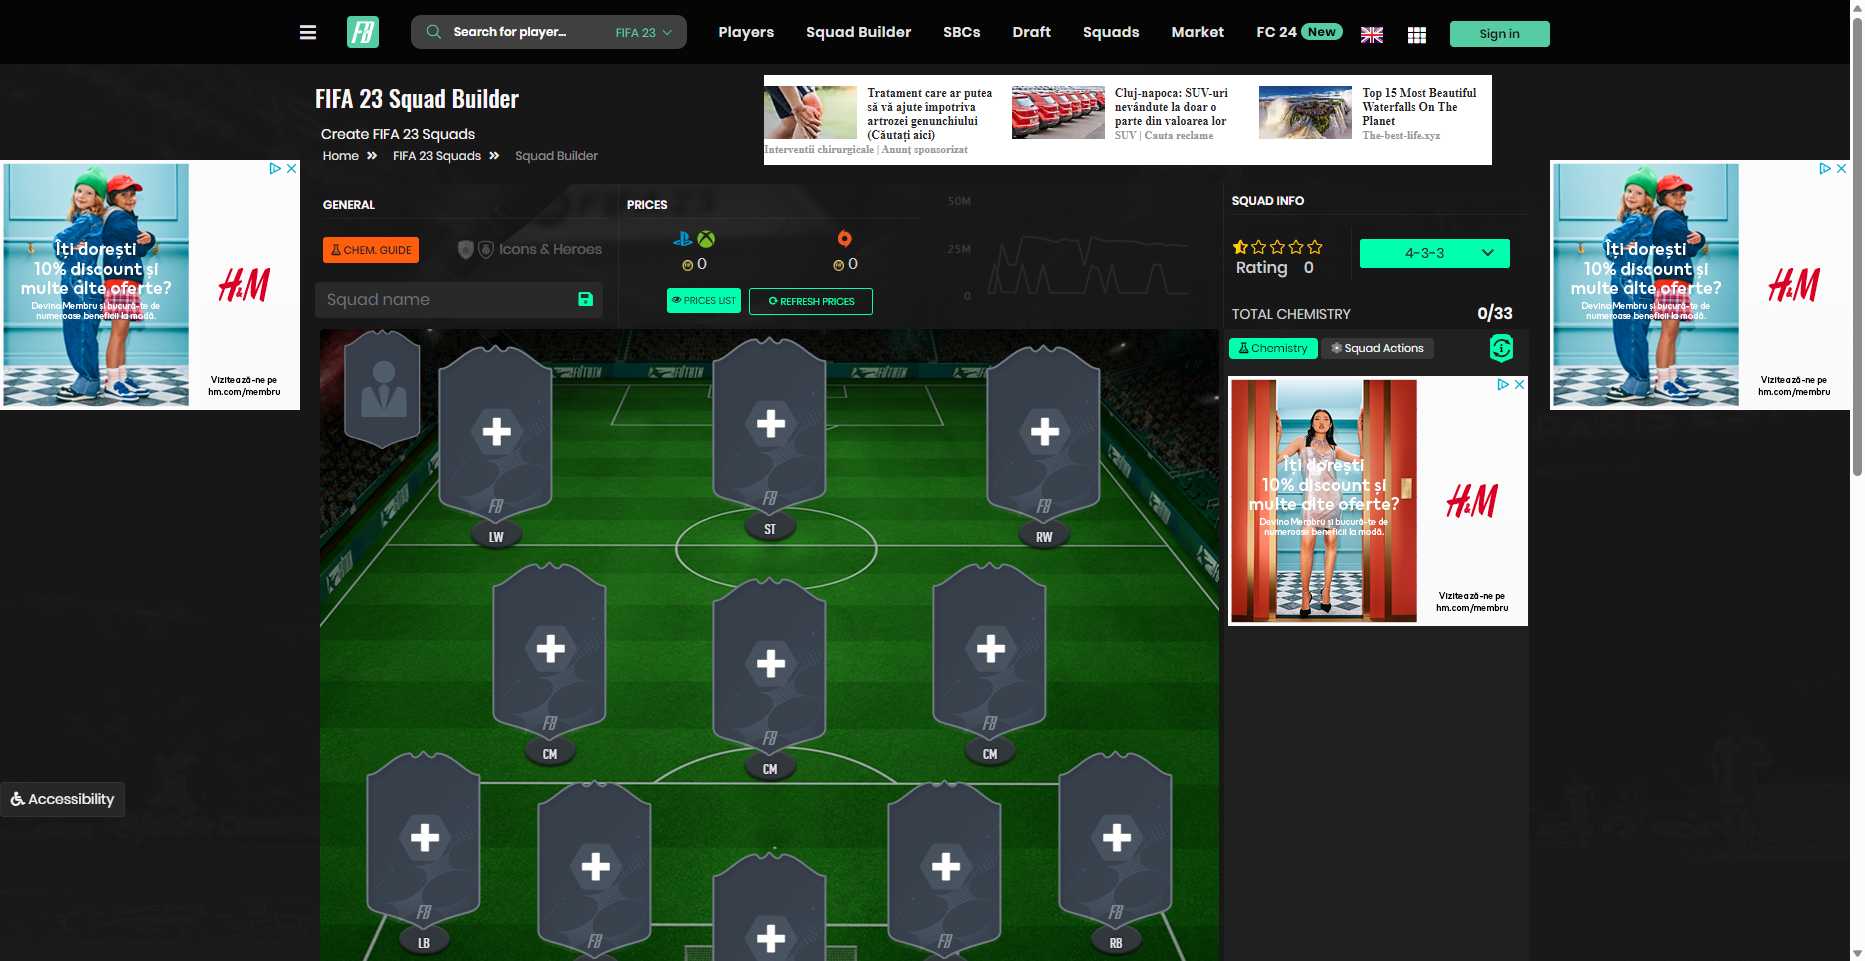 Search for player...
FIFA 23
Players
Squad Builder
SBCs
Draft
Squads
Market
FC 24 New
Sign in
FIFA 23 Squad Builder
Create FIFA 23 Squads
Home » FIFA 23 Squads » Squad Builder
Tratament care ar putea
să vă ajute împotriva
artrozei genunchiului
(Căutați aici)
Interventii chirurgicale | Anunț sponsorizat
Cluj-napoca: SUV-uri
nevândute la doar o
parte din valoarea lor
SUV | Cauta reclame
Top 15 Most Beautiful
Waterfalls On The
Planet
The-best-life.xyz
Îți dorești
10% discount și
multe alte oferte?
Devino Membru și bucură-te de
numeroase beneficii la modă.
H&M
Vizitează-ne pe
hm.com/membru
GENERAL
CHEM. GUIDE
Icons & Heroes
Squad name
PRICES
0
0
PRICES LIST
REFRESH PRICES
50M
25M
0
SQUAD INFO
Rating 0
4-3-3
TOTAL CHEMISTRY 0/33
Chemistry
Squad Actions
Îți dorești
10% discount și
multe alte oferte?
Devino Membru și bucură-te de
numeroase beneficii la modă.
H&M
Vizitează-ne pe
hm.com/membru
Îți dorești
10% discount și
multe alte oferte?
Devino Membru și bucură-te de
numeroase beneficii la modă.
H&M
Vizitează-ne pe
hm.com/membru
LW
ST
RW
CM
CM
CM
LB
RB
Accessibility